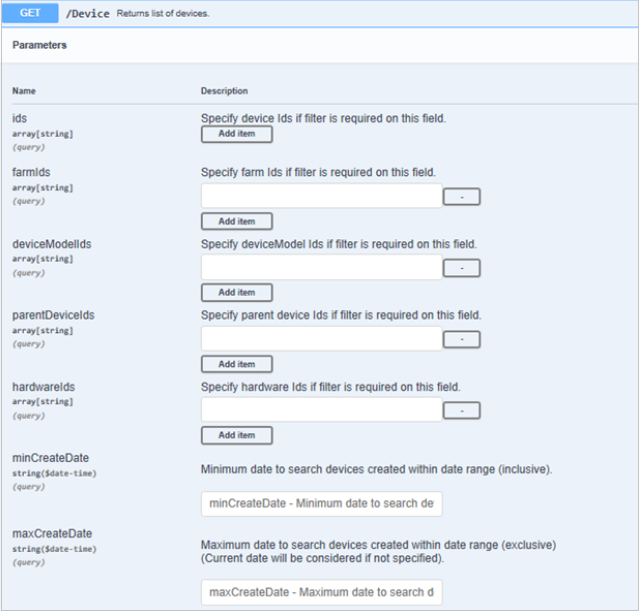 GET /Device Returns list of devices.
Parameters
Name Description
ids Specify device Ids if filter is required on this field.
array[string] Add item
(query)
farmIds Specify farm Ids if filter is required on this field.
array[string] -
(query)
Add item
deviceModelIds Specify deviceModel Ids if filter is required on this field.
array[string] -
(query)
Add item
parentDeviceIds Specify parent device Ids if filter is required on this field.
array[string] -
(query)
Add item
hardwareIds Specify hardware Ids if filter is required on this field.
array[string] -
(query)
Add item
minCreateDate
string($date-time) Minimum date to search devices created within date range (inclusive).
(query)
minCreateDate - Minimum date to search de
maxCreateDate
string($date-time) Maximum date to search devices created within date range (exclusive)
(query) (Current date will be considered if not specified).
maxCreateDate - Maximum date to search d